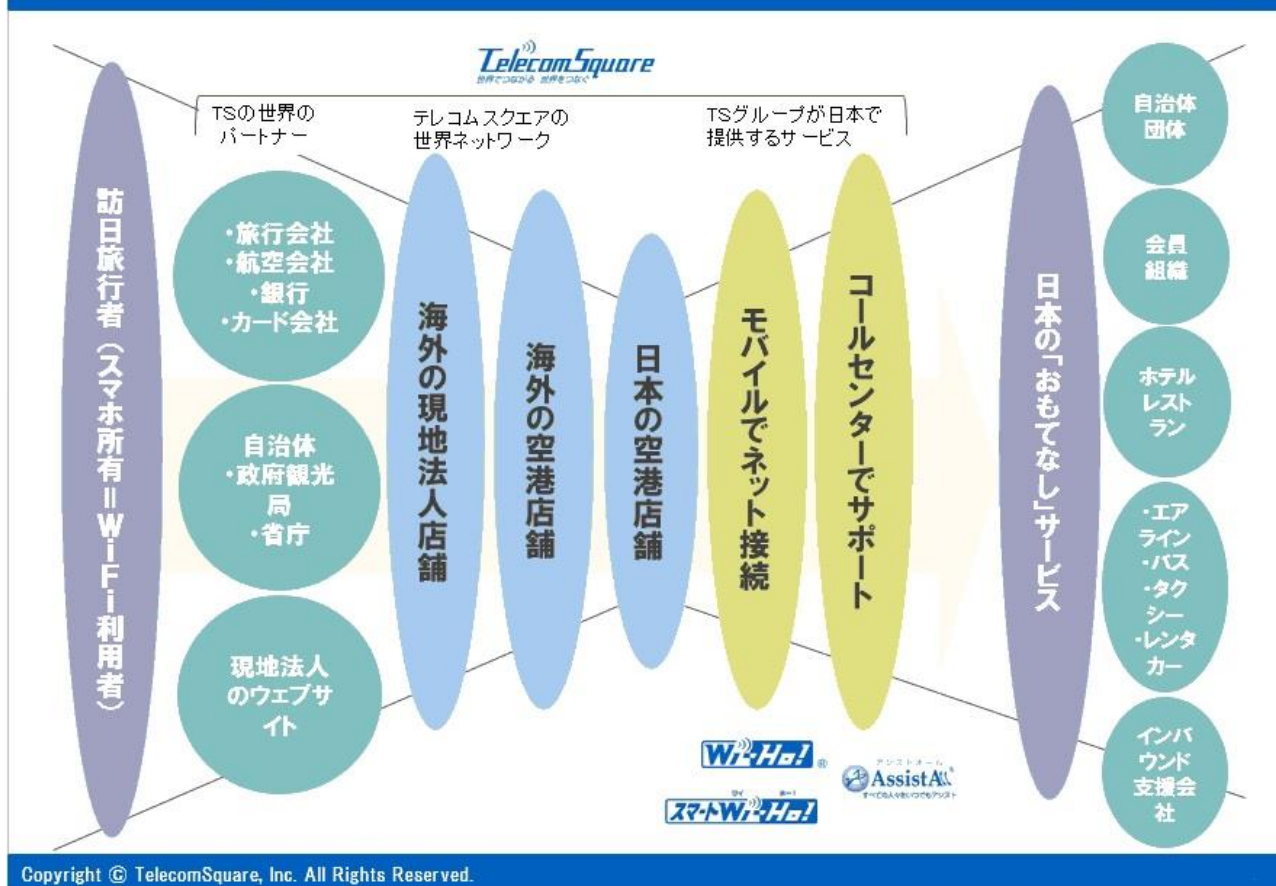 TelecomSquare
世界でつながる 世界をつなぐ
TSの世界の
パートナー
テレコムスクエアの
世界ネットワーク
TSグループが日本で
提供するサービス
訪日旅行者（スマホ所有＝WiFi利用者）
・旅行会社
・航空会社
・銀行
・カード会社
自治体
・政府観光
局
・省庁
現地法人
のウェブサ
イト
海外の現地法人店舗
海外の空港店舗
日本の空港店舗
モバイルでネット接続
コールセンターでサポート
日本の「おもてなし」サービス
自治体
団体
会員
組織
ホテル
レスト
ラン
・エア
ライン
・バス
・タク
シー
・レンタ
カー
インバ
ウンド
支援会
社
Wi-Ho!®
ワイ ホー!
スマートWi-Ho!
アシストオール
AssistAll®
すべての人々をいつでもアシスト
Copyright © TelecomSquare, Inc. All Rights Reserved.